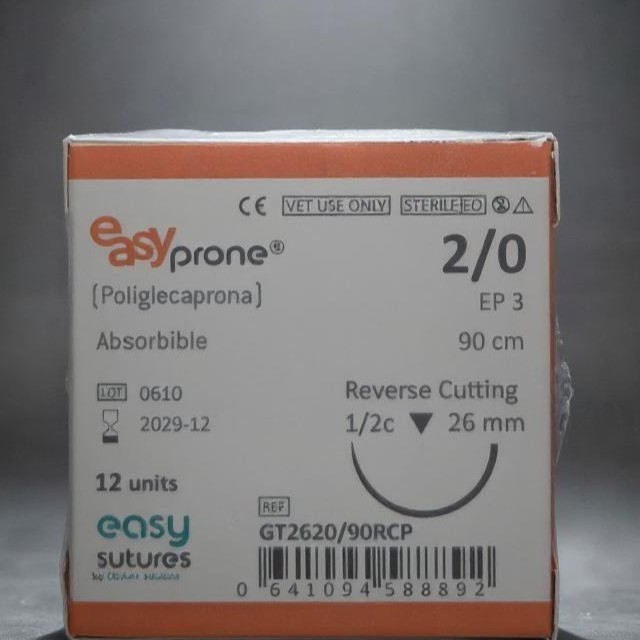 CE VET USE ONLY STERILE EO
easyprone®
2/0
[Poliglecaprona]
EP 3
Absorbible
90 cm
LOT 0610
Reverse Cutting
2029-12
1/2c 26 mm
12 units
REF
easy
GT2620/90RCP
sutures
by
0 641094 588892